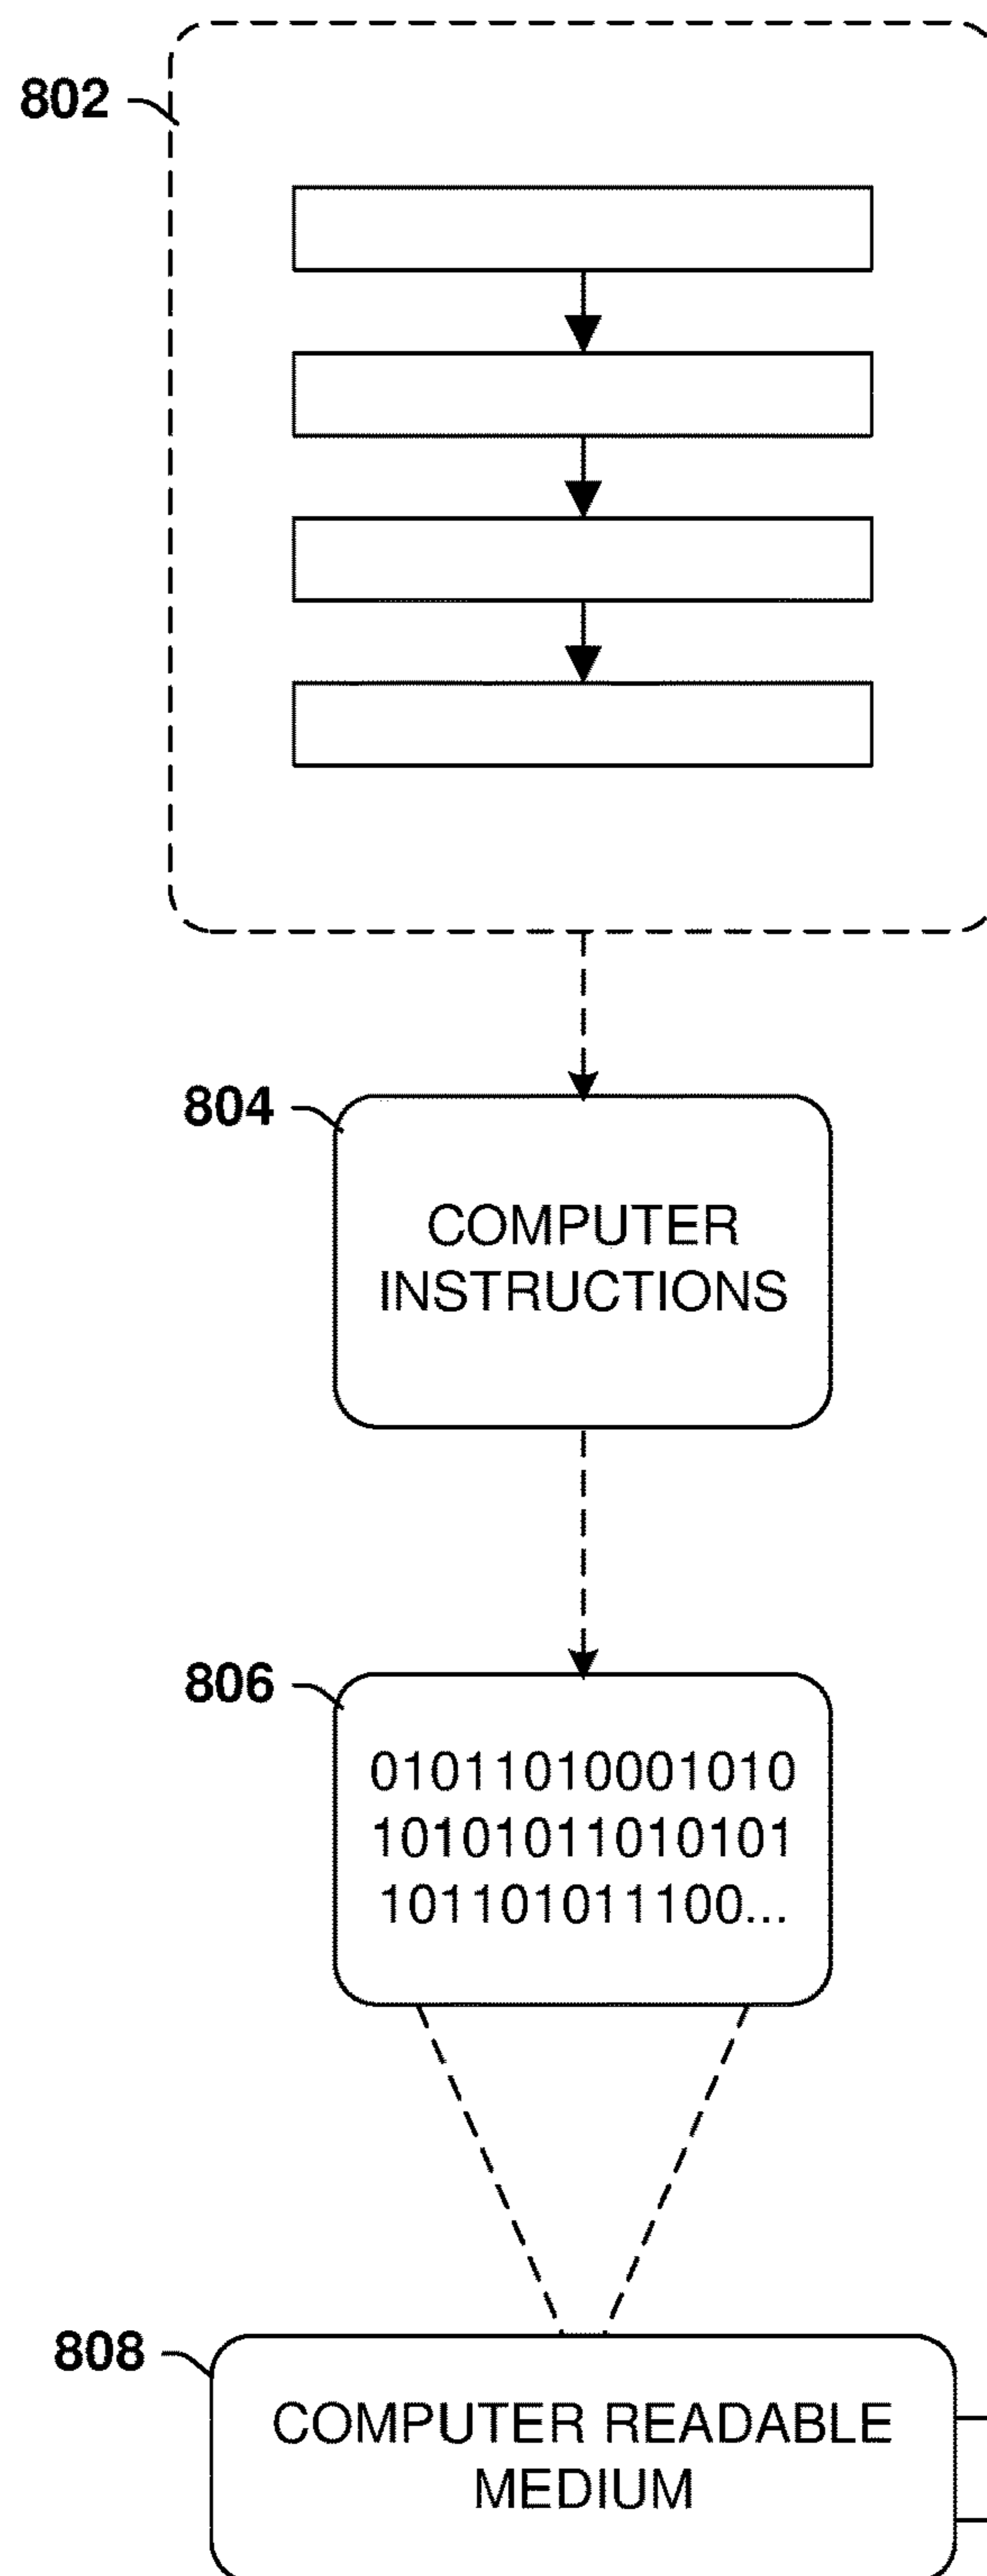 802
804
COMPUTER
INSTRUCTIONS
806
01011010001010
10101011010101
101101011100...
808
COMPUTER READABLE
MEDIUM